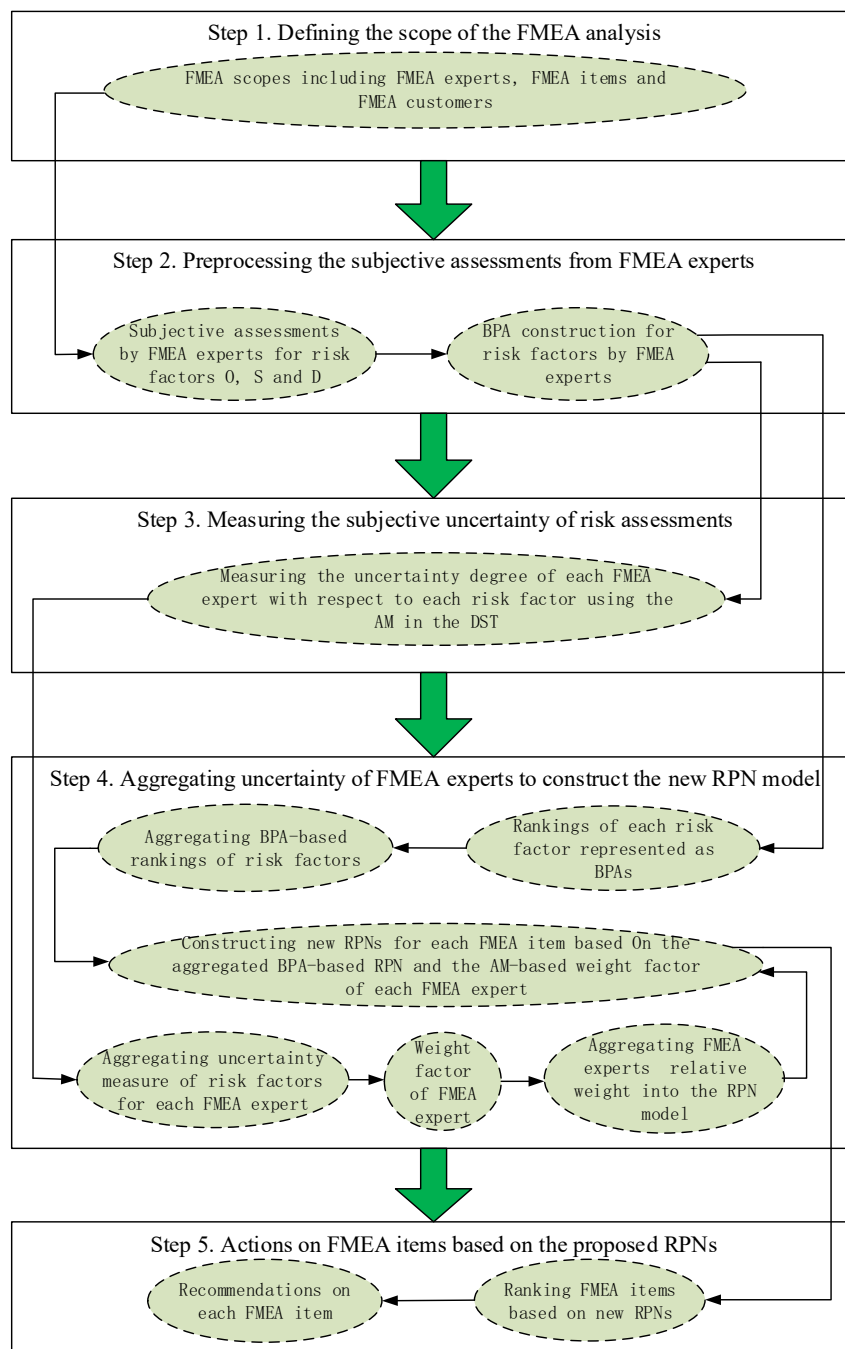 Step 1. Defining the scope of the FMEA analysis
FMEA scopes including FMEA experts, FMEA items and
FMEA customers
Step 2. Preprocessing the subjective assessments from FMEA experts
Subjective assessments
by FMEA experts for risk
factors O, S and D
BPA construction for
risk factors by FMEA
experts
Step 3. Measuring the subjective uncertainty of risk assessments
Measuring the uncertainty degree of each FMEA
expert with respect to each risk factor using the
AM in the DST
Step 4. Aggregating uncertainty of FMEA experts to construct the new RPN model
Aggregating BPA-based
rankings of risk factors
Rankings of each risk
factor represented as
BPAs
Constructing new RPNs for each FMEA item based On the
aggregated BPA-based RPN and the AM-based weight factor
of each FMEA expert
Aggregating uncertainty
measure of risk factors
for each FMEA expert
Weight
factor
of FMEA
expert
Aggregating FMEA
experts relative
weight into the RPN
model
Step 5. Actions on FMEA items based on the proposed RPNs
Recommendations on
each FMEA item
Ranking FMEA items
based on new RPNs